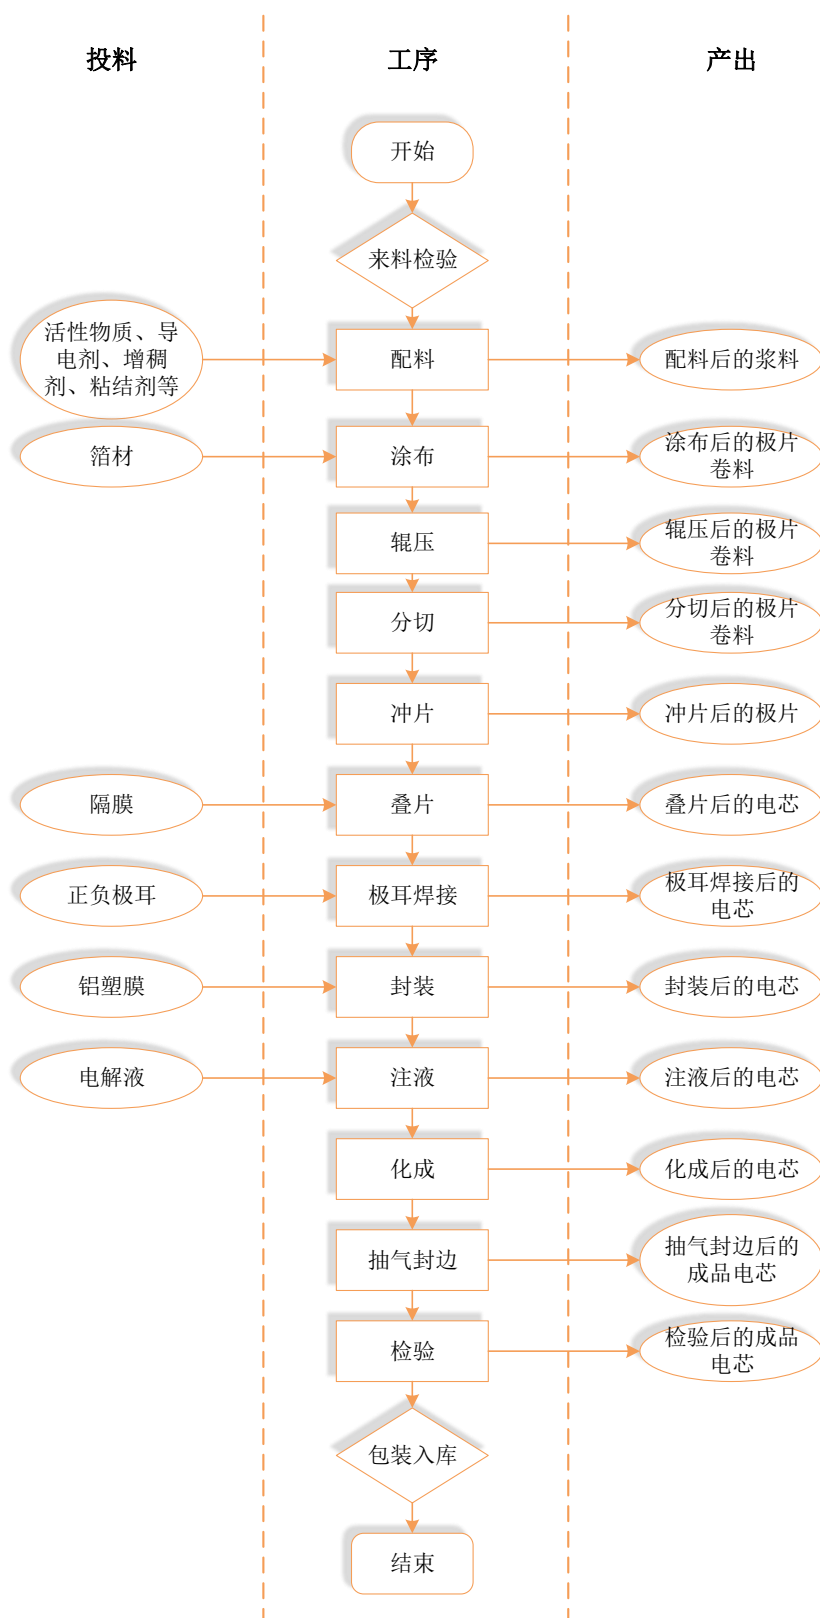 投料
工序
产出
开始
来料检验
活性物质、导
电剂、增稠
剂、粘结剂等
配料
配料后的浆料
箔材
涂布
涂布后的极片
卷料
辊压
辊压后的极片
卷料
分切
分切后的极片
卷料
冲片
冲片后的极片
隔膜
叠片
叠片后的电芯
正负极耳
极耳焊接
极耳焊接后的
电芯
铝塑膜
封装
封装后的电芯
电解液
注液
注液后的电芯
化成
化成后的电芯
抽气封边
抽气封边后的
成品电芯
检验
检验后的成品
电芯
包装入库
结束